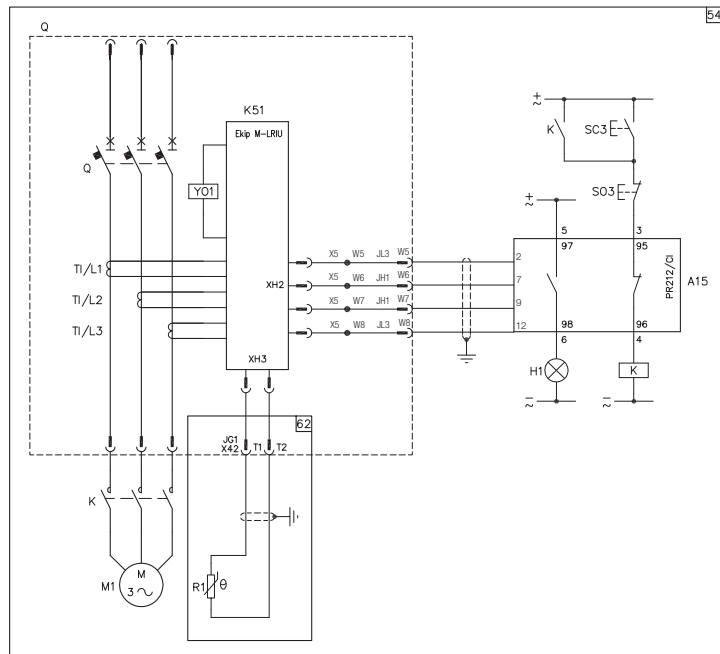 54
Q
K51
Ekip M-LRIU
Y01
Q
TI/L1
TI/L2
TI/L3
XH2
XH3
X5 W5 JL3 W5
X5 W6 JH1 W6
X5 W7 JH1 W7
X5 W8 JL3 W8
+
~
K
SC3
SO3
+
~
5
3
97
95
2
7
9
12
PR212/CI
A15
98
96
6
4
H1
K
–
~
–
~
62
JG1
X42
T1
T2
K
M1
M
3
R1
θ